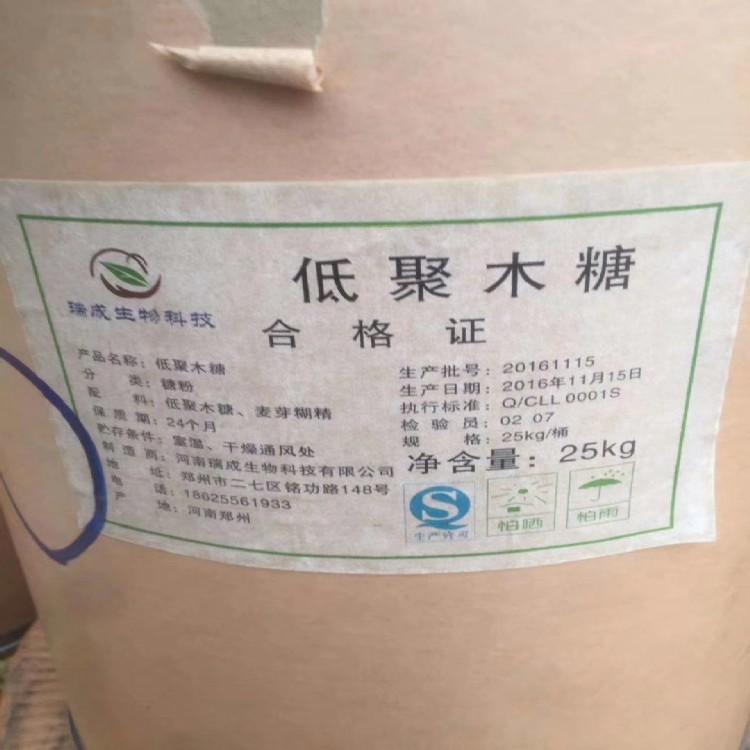 瑞成生物科技
低聚木糖
合格证
产品名称：低聚木糖
分 类：糖粉
配 料：低聚木糖、麦芽糊精
保质期：24个月
贮存条件：室温、干燥通风处
制造商：河南瑞成生物科技有限公司
地 址：郑州市二七区铭功路148号
电 话：18625561933
产 地：河南郑州
生产批号：20161115
生产日期：2016年11月15日
执行标准：Q/CLL 0001S
检验员：02 07
规 格：25kg/桶
净含量：25kg
生产许可
怕晒
怕雨